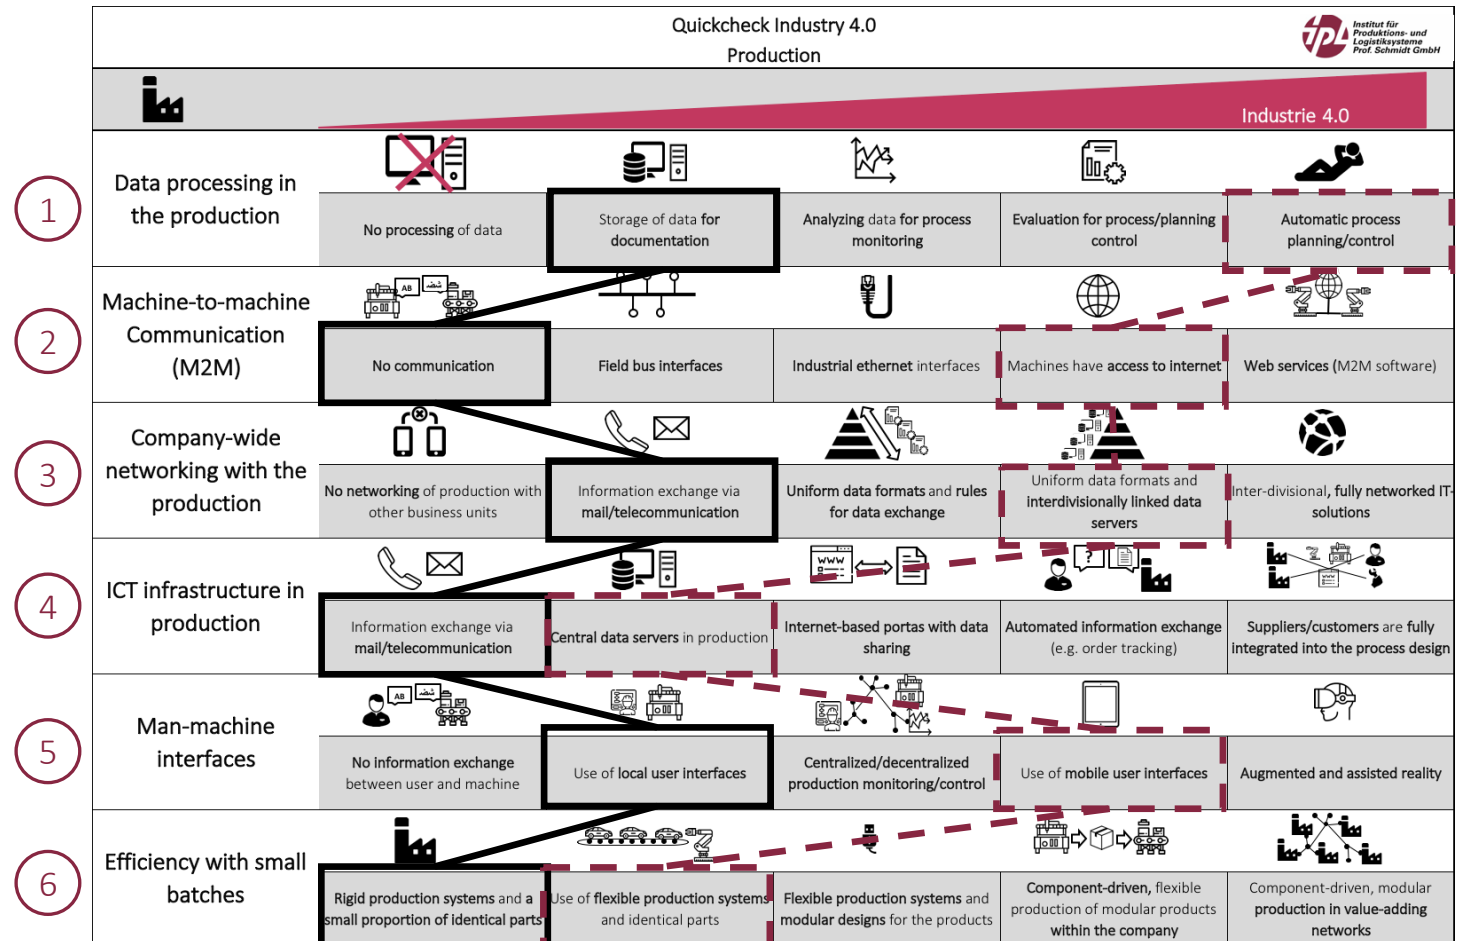 Quickcheck Industry 4.0
Production
ipl
Institut für
Produktions- und
Logistiksysteme
Prof. Schmidt GmbH
Industrie 4.0
1
Data processing in
the production
No processing of data
Storage of data for
documentation
Analyzing data for process
monitoring
Evaluation for process/planning
control
Automatic process
planning/control
2
Machine-to-machine
Communication
(M2M)
AB
No communication
Field bus interfaces
Industrial ethernet interfaces
Machines have access to internet
Web services (M2M software)
3
Company-wide
networking with the
production
No networking of production with
other business units
Information exchange via
mail/telecommunication
Uniform data formats and rules
for data exchange
Uniform data formats and
interdivisionally linked data
servers
Inter-divisional, fully networked IT-
solutions
4
ICT infrastructure in
production
www
?
www
Information exchange via
mail/telecommunication
Central data servers in production
Internet-based portas with data
sharing
Automated information exchange
(e.g. order tracking)
Suppliers/customers are fully
integrated into the process design
5
Man-machine
interfaces
AB
No information exchange
between user and machine
Use of local user interfaces
Centralized/decentralized
production monitoring/control
Use of mobile user interfaces
Augmented and assisted reality
6
Efficiency with small
batches
Rigid production systems and a
small proportion of identical parts
Use of flexible production systems
and identical parts
Flexible production systems and
modular designs for the products
Component-driven, flexible
production of modular products
within the company
Component-driven, modular
production in value-adding
networks